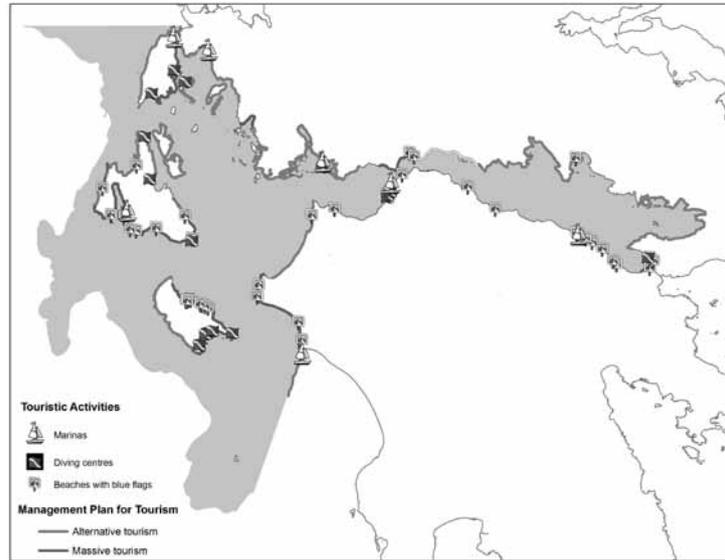 Touristic Activities
Marinas
Diving centres
Beaches with blue flags
Management Plan for Tourism
Alternative tourism
Massive tourism